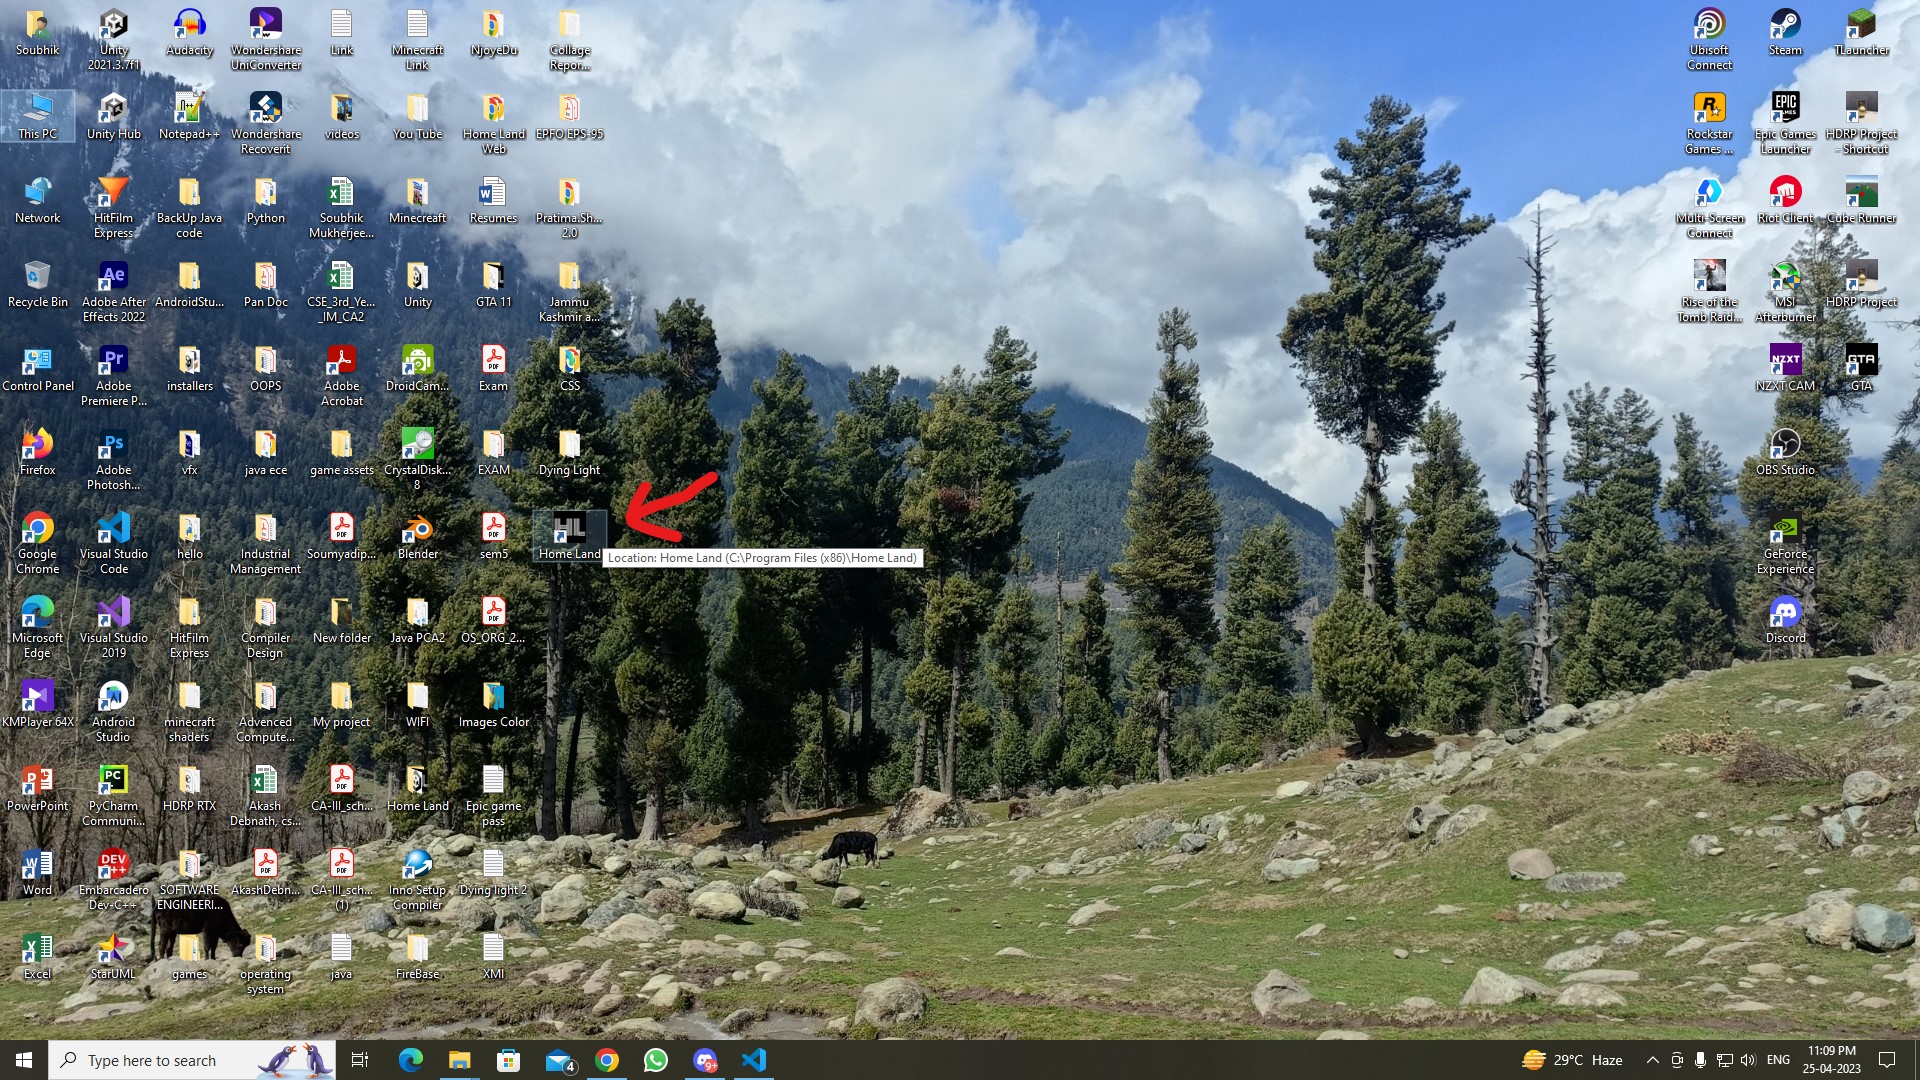 Soubhik
Unity
2021.3.7f1
Audacity
Wondershare
UniConverter
Link
Minecraft
Link
NjoyeDu
Collage
Repor...
This PC
Unity Hub
Notepad++
Wondershare
Recoverit
videos
You Tube
Home Land
Web
EPFO EPS-95
Network
HitFilm
Express
BackUp Java
code
Python
Soubhik
Mukherjee...
Minecreaft
Resumes
Pratima.Sh...
2.0
Recycle Bin
Adobe After
Effects 2022
AndroidStu...
Pan Doc
CSE_3rd_Ye...
_IM_CA2
Unity
GTA 11
Jammu
Kashmir a...
Control Panel
Adobe
Premiere P...
installers
OOPS
Adobe
Acrobat
DroidCam...
Exam
CSS
Firefox
Adobe
Photosh...
vfx
java ece
game assets
CrystalDisk...
8
EXAM
Dying Light
Google
Chrome
Visual Studio
Code
hello
Industrial
Management
Soumyadip...
Blender
sem5
HL
Home Land
Location: Home Land (C:\Program Files (x86)\Home Land)
Microsoft
Edge
Visual Studio
2019
HitFilm
Express
Compiler
Design
New folder
Java PCA2
OS_ORG_2...
KMPlayer 64X
Android
Studio
minecraft
shaders
Advanced
Compute...
My project
WIFI
Images Color
PowerPoint
PyCharm
Communi...
HDRP RTX
Akash
Debnath, cs...
CA-III_sch...
Home Land
Epic game
pass
Word
Embarcadero
Dev-C++
SOFTWARE
ENGINEERI...
AkashDebn...
CA-III_sch...
(1)
Inno Setup
Compiler
Dying light 2
Excel
StarUML
games
operating
system
java
FireBase
XMI
Ubisoft
Connect
Steam
TLauncher
Rockstar
Games ...
Epic Games
Launcher
HDRP Project
- Shortcut
Multi-Screen
Connect
Riot Client
Cube Runner
Rise of the
Tomb Raid...
MSI
Afterburner
HDRP Project
NZXT CAM
GTA
OBS Studio
GeForce
Experience
Discord
Type here to search
4
9+
29°C Haze
ENG
11:09 PM
25-04-2023